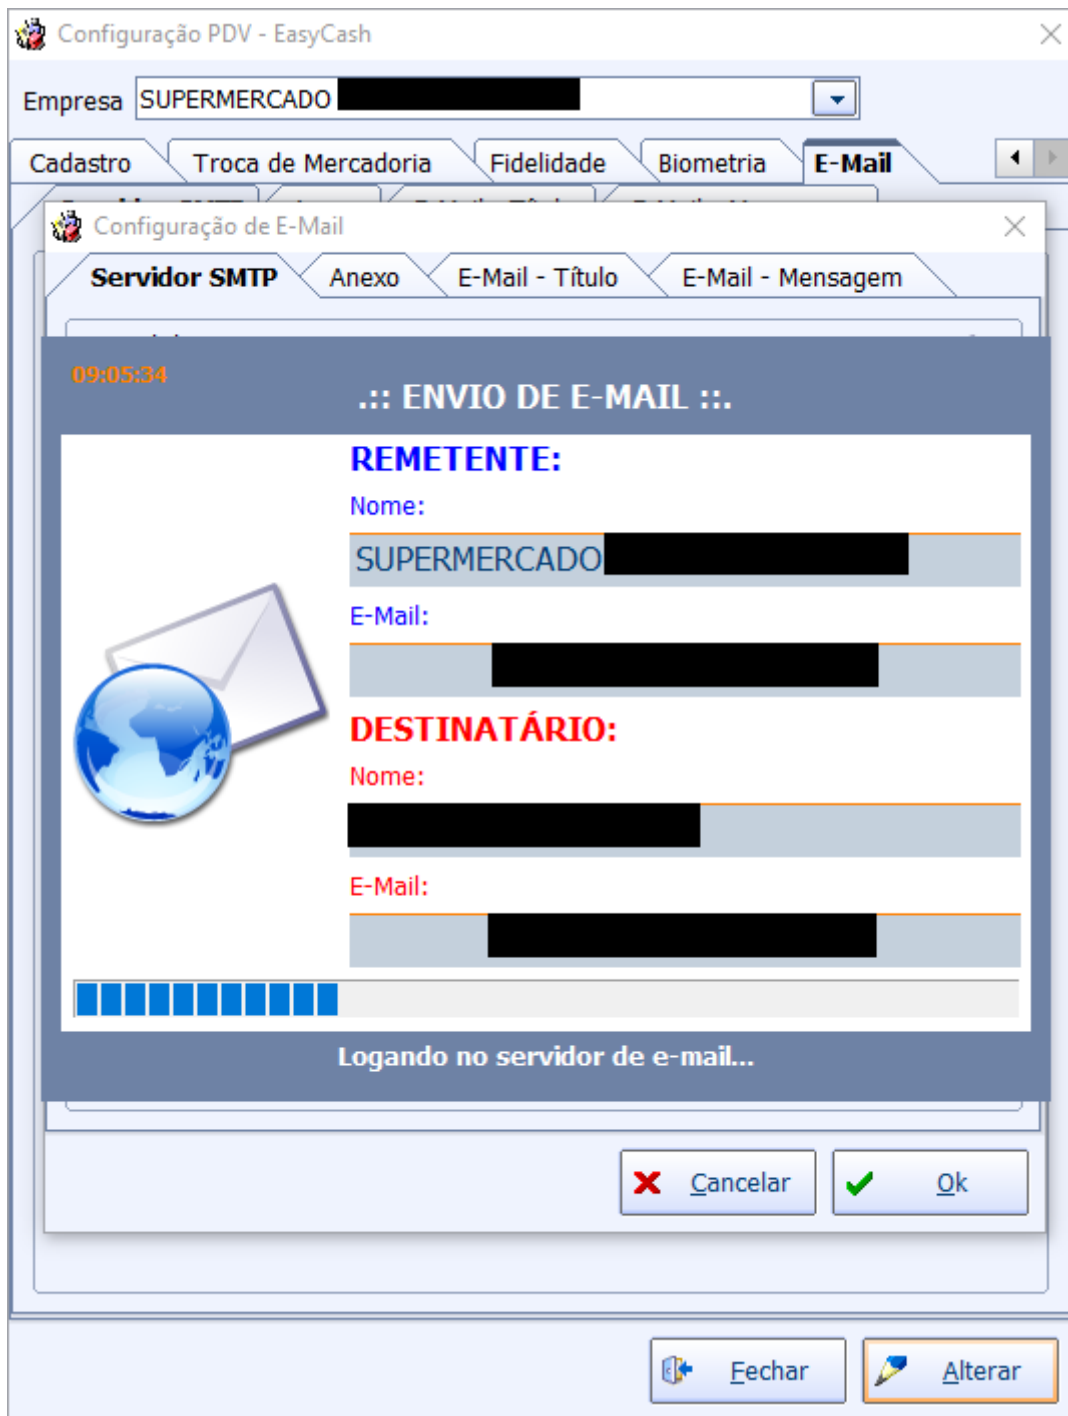 Configuração PDV - EasyCash
Empresa SUPERMERCADO
Cadastro Troca de Mercadoria Fidelidade Biometria E-Mail
Configuração de E-Mail
Servidor SMTP Anexo E-Mail - Título E-Mail - Mensagem
09:05:34
.:: ENVIO DE E-MAIL ::.
REMETENTE:
Nome:
SUPERMERCADO
E-Mail:
DESTINATÁRIO:
Nome:
E-Mail:
Logando no servidor de e-mail...
Cancelar Ok
Fechar Alterar